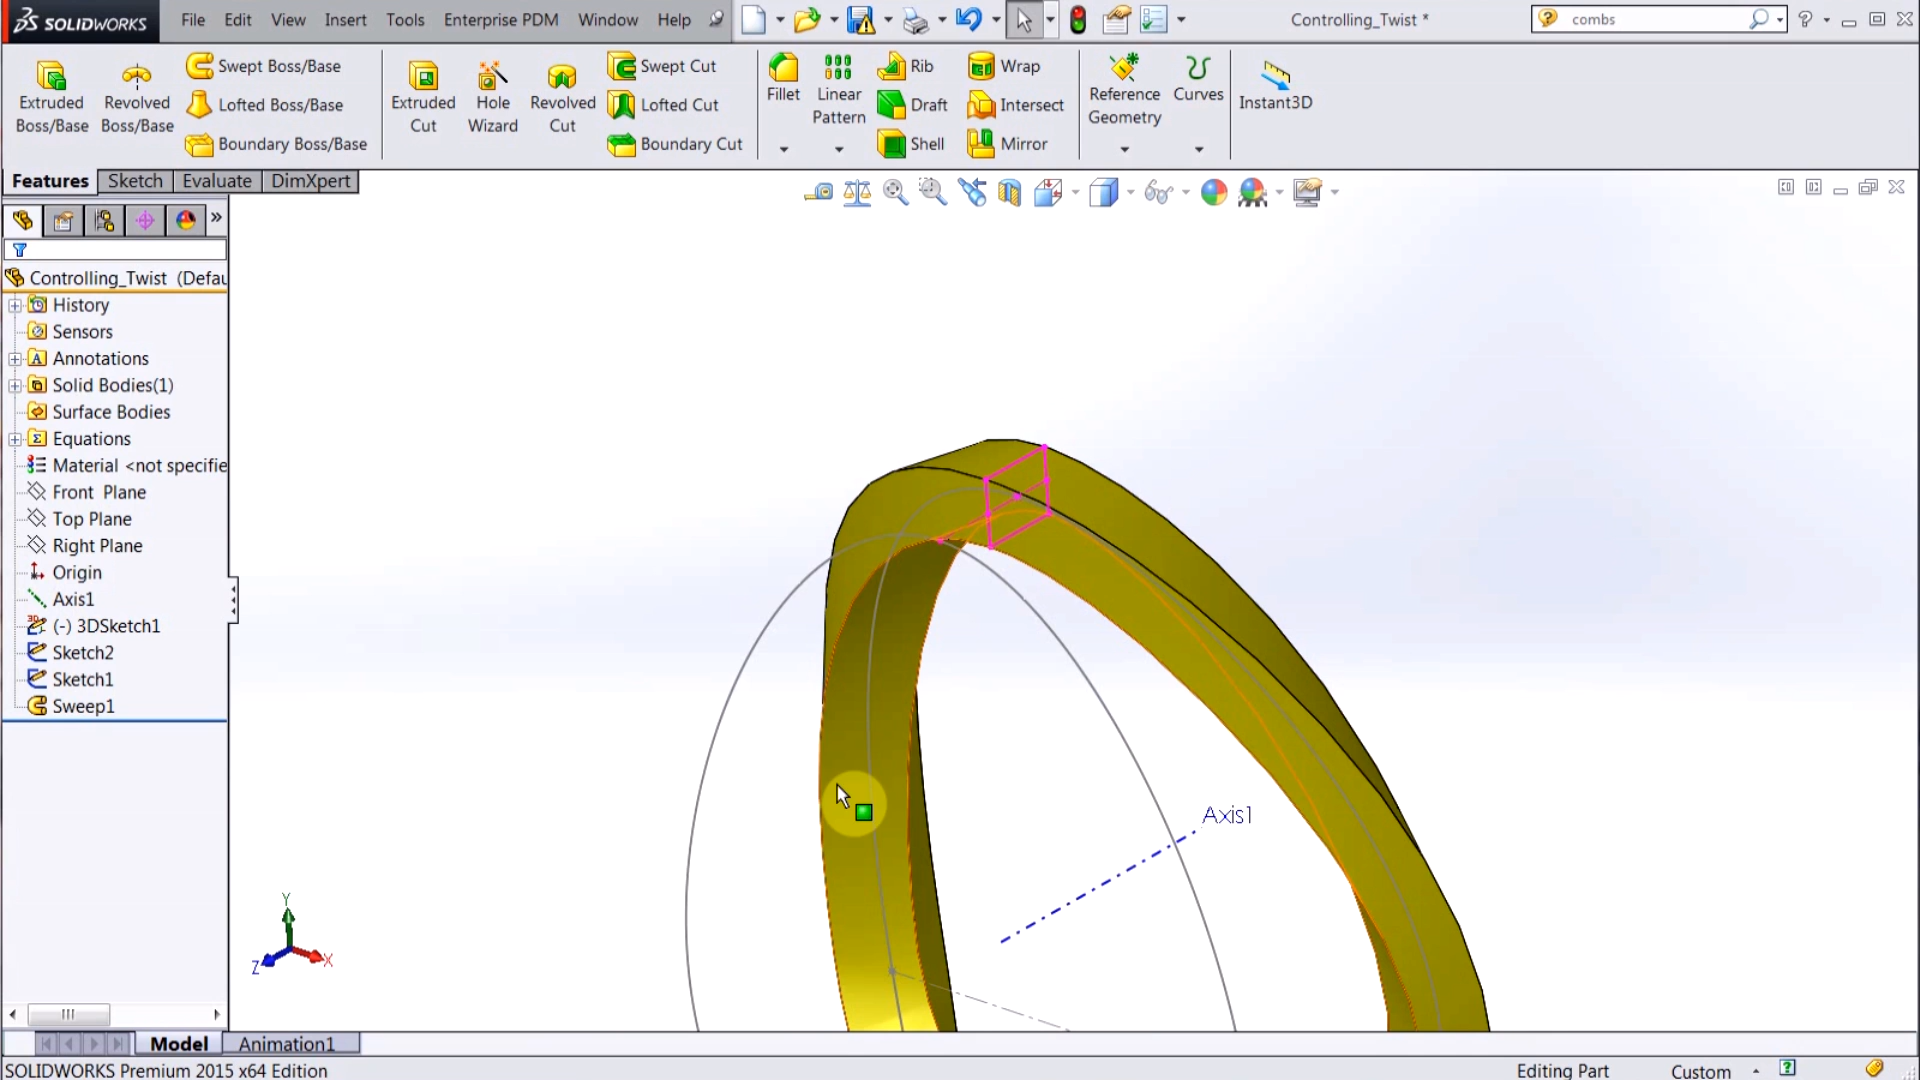 SOLIDWORKS File Edit View Insert Tools Enterprise PDM Window Help Controlling_Twist * combs
Extruded Boss/Base
Revolved Boss/Base
Swept Boss/Base
Lofted Boss/Base
Boundary Boss/Base
Extruded Cut
Hole Wizard
Revolved Cut
Swept Cut
Lofted Cut
Boundary Cut
Fillet
Linear Pattern
Rib
Draft
Shell
Wrap
Intersect
Mirror
Reference Geometry
Curves
Instant3D
Features Sketch Evaluate DimXpert
Controlling_Twist (Defau
History
Sensors
Annotations
Solid Bodies(1)
Surface Bodies
Equations
Material <not specifie
Front Plane
Top Plane
Right Plane
Origin
Axis1
(-) 3DSketch1
Sketch2
Sketch1
Sweep1
Axis1
Y
Z
X
Model Animation1
SOLIDWORKS Premium 2015 x64 Edition Editing Part Custom